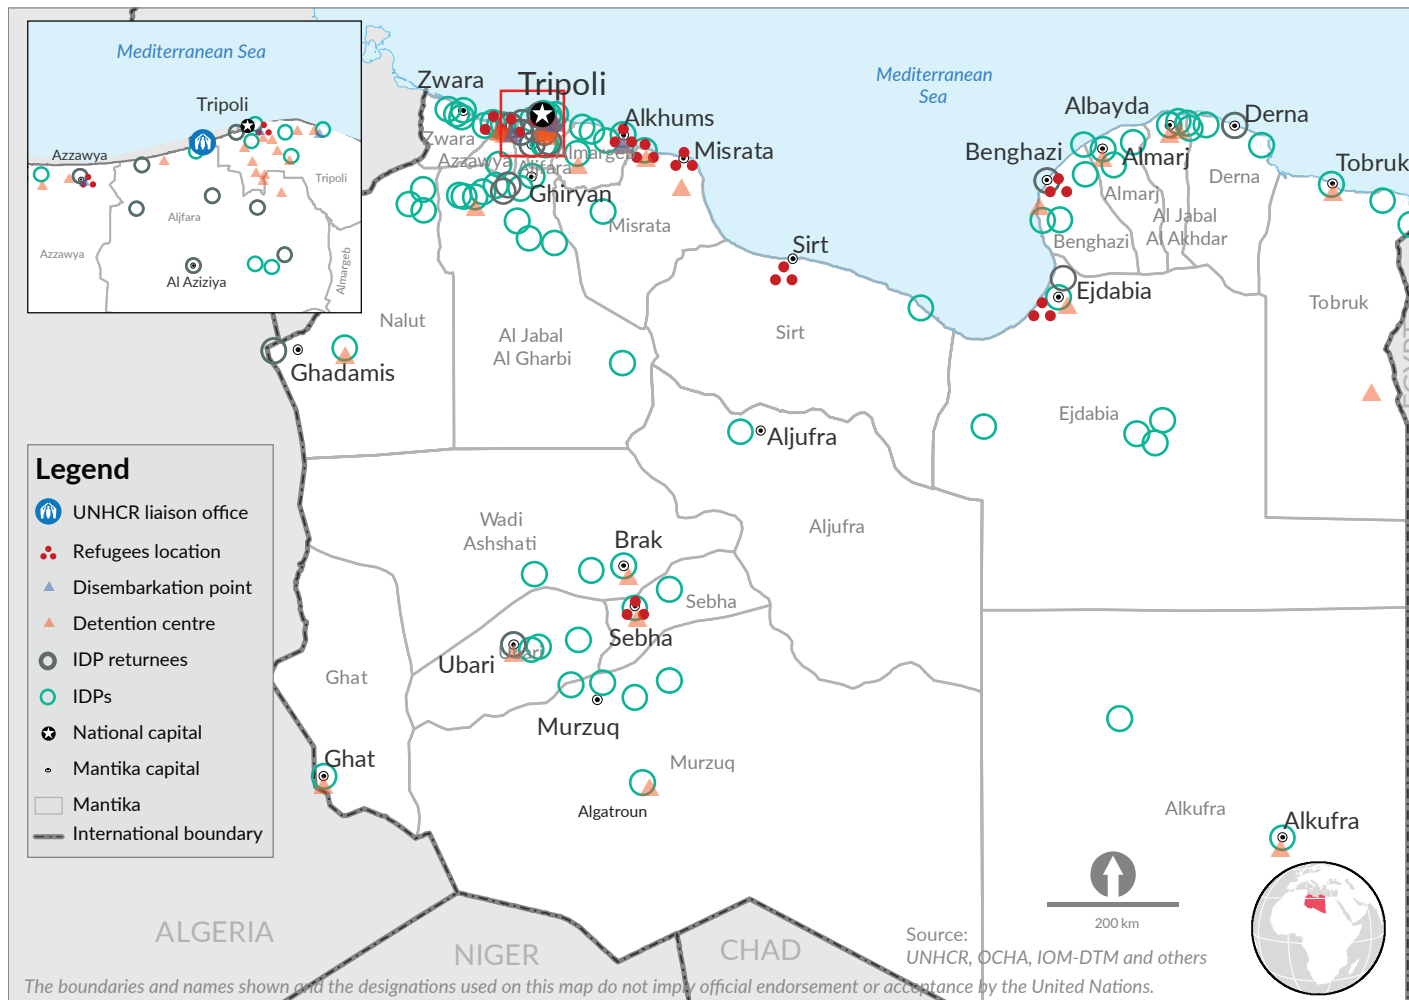 Mediterranean Sea
Tripoli
Azzawya
Tripoli
Aljfara
Azzawya
Almargeb
Al Aziziya
Mediterranean
Sea
Zwara
Tripoli
Alkhums
Misrata
Zwara
Azzawya
Almargeb
Aljfara
Ghiryan
Misrata
Albayda
Derna
Benghazi
Almarj
Tobruk
Almarj
Derna
Al Jabal
Al Akhdar
Benghazi
Sirt
Ejdabia
Nalut
Al Jabal
Al Gharbi
Sirt
Tobruk
EGYPT
Ghadamis
Aljufra
Ejdabia
Wadi
Ashshati
Brak
Aljufra
Sebha
Sebha
Ubari
Ubari
Ghat
Murzuq
Murzuq
Ghat
Algatroun
Alkufra
Alkufra
Legend
UNHCR liaison office
Refugees location
Disembarkation point
Detention centre
IDP returnees
IDPs
National capital
Mantika capital
Mantika
International boundary
200 km
ALGERIA
NIGER
CHAD
Source:
UNHCR, OCHA, IOM-DTM and others
The boundaries and names shown and the designations used on this map do not imply official endorsement or acceptance by the United Nations.